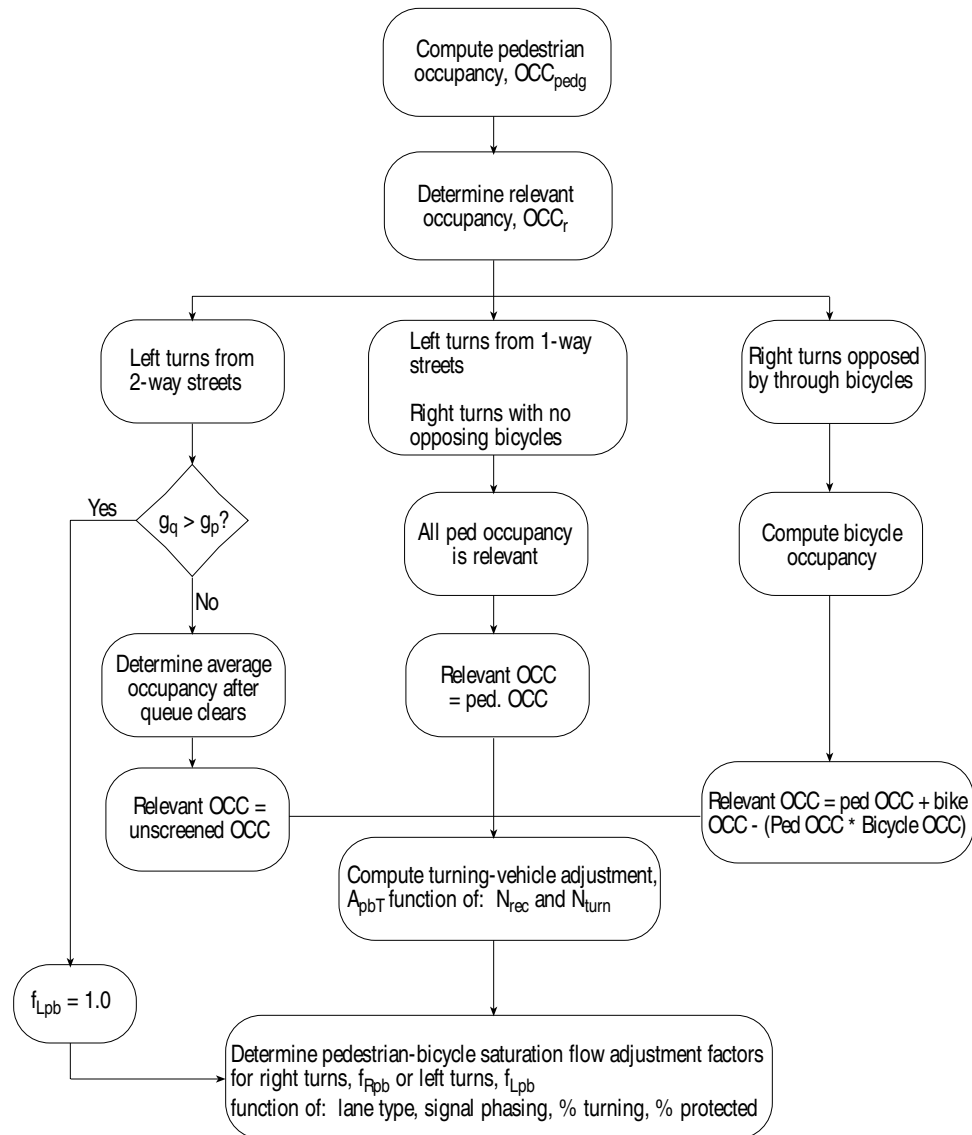 Compute pedestrian
occupancy, OCCpedg
Determine relevant
occupancy, OCCr
Left turns from
2-way streets
Left turns from 1-way
streets
Right turns with no
opposing bicycles
Right turns opposed
by through bicycles
Yes
gq > gp?
No
All ped occupancy
is relevant
Compute bicycle
occupancy
Determine average
occupancy after
queue clears
Relevant OCC
= ped. OCC
Relevant OCC =
unscreened OCC
Relevant OCC = ped OCC + bike
OCC - (Ped OCC * Bicycle OCC)
Compute turning-vehicle adjustment,
ApbT function of: Nrec and Nturn
fLpb = 1.0
Determine pedestrian-bicycle saturation flow adjustment factors
for right turns, fRpb or left turns, fLpb
function of: lane type, signal phasing, % turning, % protected